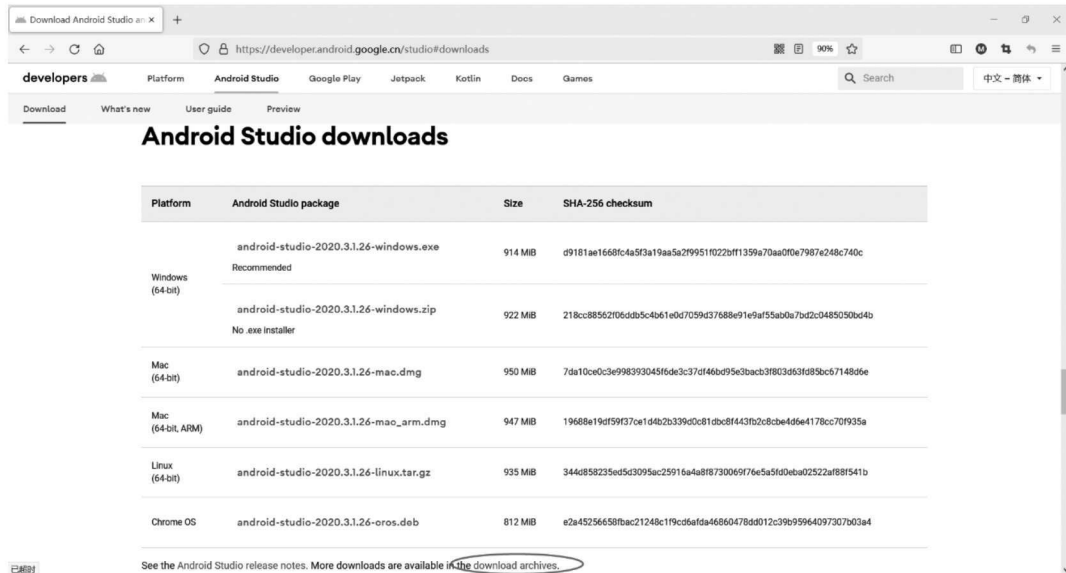 Download Android Studio an
https://developer.android.google.cn/studio#downloads
90%
developers
Platform Android Studio Google Play Jetpack Kotlin Docs Games
Search
中文 – 简体
Download What's new User guide Preview
Android Studio downloads
Platform Android Studio package Size SHA-256 checksum
Windows
(64-bit)
android-studio-2020.3.1.26-windows.exe 914 MiB d9181ae1668fc4a5f3a19aa5a2f9951f022bff1359a70aa0f0e7987e248c740c
Recommended
android-studio-2020.3.1.26-windows.zip 922 MiB 218cc88562f06ddb5c4b61e0d7059d37688e91e9af55ab0a7bd2c0485050bd4b
No .exe installer
Mac
(64-bit)
android-studio-2020.3.1.26-mac.dmg 950 MiB 7da10ce0c3e998393045f6de3c37df46bd95e3bacb3f803d63fd85bc67148d6e
Mac
(64-bit, ARM)
android-studio-2020.3.1.26-mao_arm.dmg 947 MiB 19688e19df59f37ce1d4b2b339d0c81dbc8f443fb2c8cbe4d6e4178cc70f935a
Linux
(64-bit)
android-studio-2020.3.1.26-linux.tar.gz 935 MiB 344d858235ed5d3095ac25916a4a8f8730069f76e5a5fd0eba02522af88f541b
Chrome OS android-studio-2020.3.1.26-oros.deb 812 MiB e2a45256658fbac21248c1f9cd6afda46860478dd012c39b95964097307b03a4
See the Android Studio release notes. More downloads are available in the download archives.
已超时